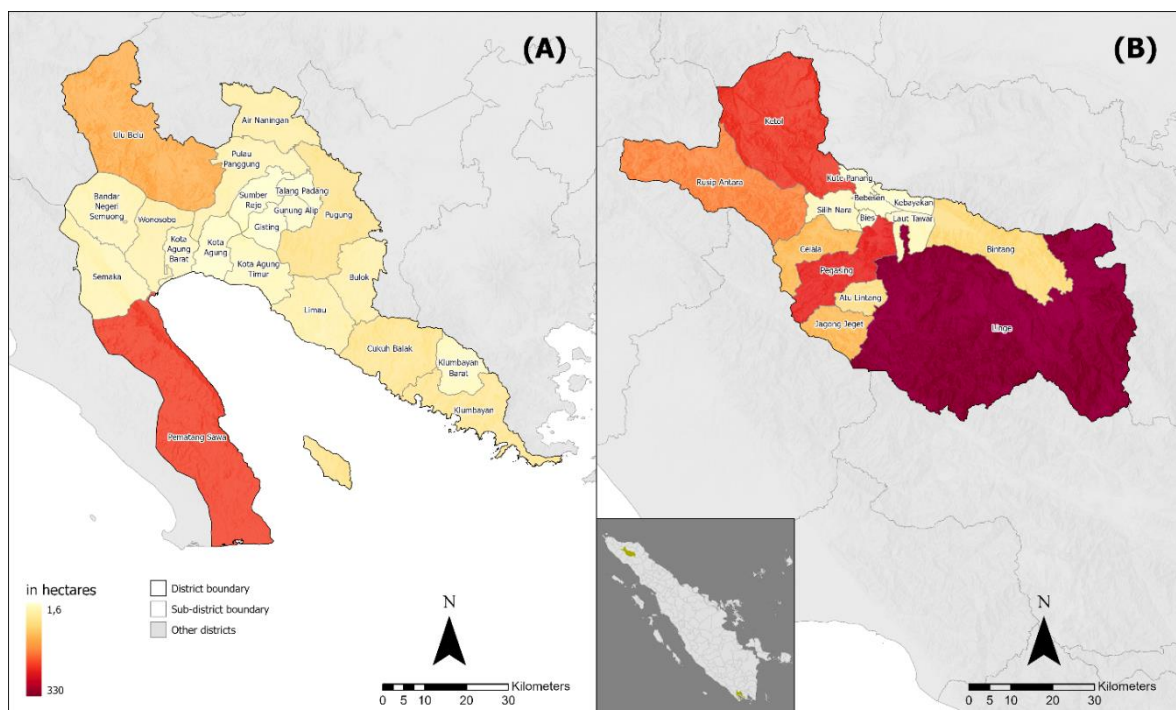 (A)
Ulu Belu
Air Naningan
Pulau
Panggung
Talang Padang
Sumber
Rejo
Gunung Alip
Pugung
Bandar
Negeri
Semuong
Wonosobo
Gisting
Kota
Agung
Barat
Kota
Agung
Kota Agung
Timur
Semaka
Bulok
Limau
Cukuh Balak
Klumbayan
Barat
Klumbayan
Pematang Sawa
in hectares
1,6
330
District boundary
Sub-district boundary
Other districts
N
0 5 10 20 30 Kilometers
(B)
Ketol
Rusip Antara
Kute Panang
Bebesen
Kebayakan
Silih Nara
Bies
Laut Tawar
Celala
Bintang
Pegasing
Atu Lintang
Linge
Jagong Jeget
N
0 5 10 20 30 Kilometers